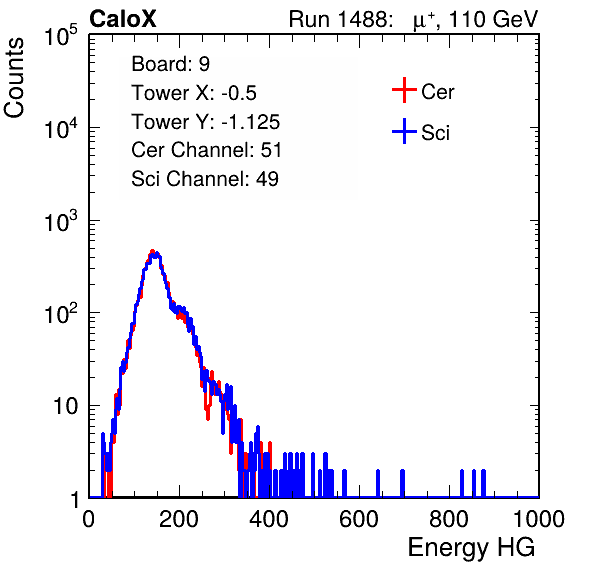 CaloX Run 1488: μ⁺, 110 GeV
Counts
10⁵
10⁴
10³
10²
10
1
Board: 9
Tower X: -0.5
Tower Y: -1.125
Cer Channel: 51
Sci Channel: 49
Cer
Sci
0 200 400 600 800 1000
Energy HG